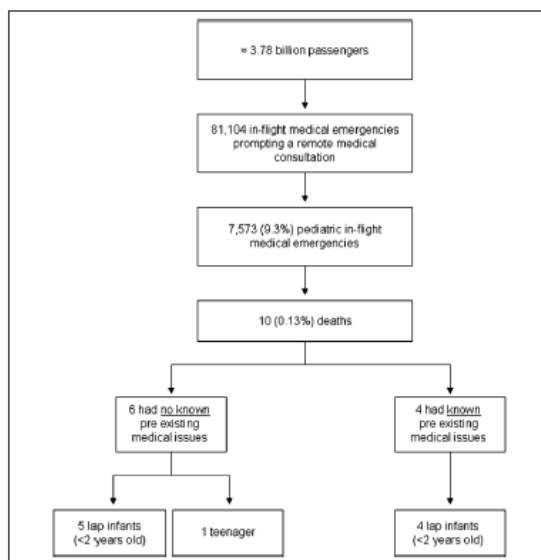 ≈ 3.78 billion passengers
81,104 in-flight medical emergencies
prompting a remote medical
consultation
7,573 (9.3%) pediatric in-flight
medical emergencies
10 (0.13%) deaths
6 had no known
pre existing
medical issues
4 had known
pre existing
medical issues
5 lap infants
(<2 years old)
1 teenager
4 lap infants
(<2 years old)